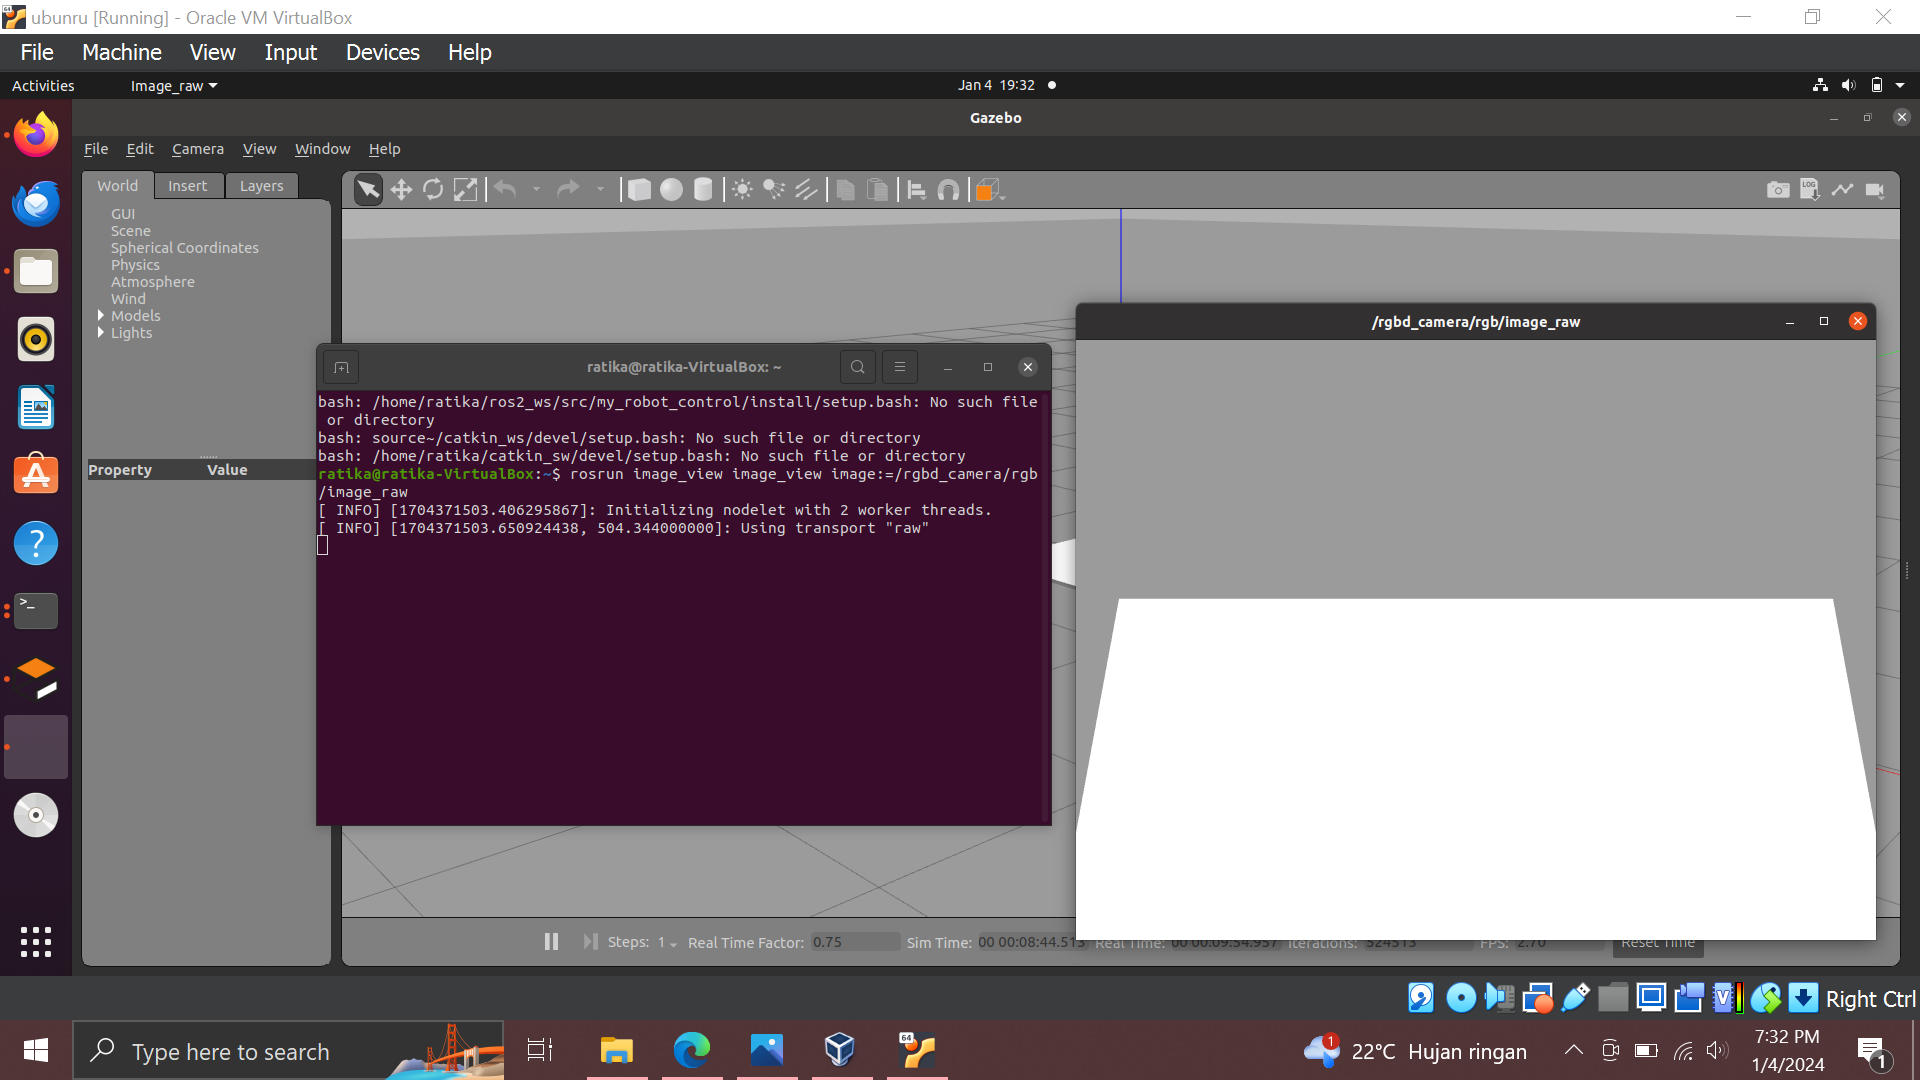 ubunru [Running] - Oracle VM VirtualBox
File Machine View Input Devices Help
Activities Image_raw Jan 4 19:32
Gazebo
File Edit Camera View Window Help
World Insert Layers
LOG
GUI
Scene
Spherical Coordinates
Physics
Atmosphere
Wind
Models
Lights
Property Value
/rgbd_camera/rgb/image_raw
ratika@ratika-VirtualBox: ~
bash: /home/ratika/ros2_ws/src/my_robot_control/install/setup.bash: No such file
or directory
bash: source~/catkin_ws/devel/setup.bash: No such file or directory
bash: /home/ratika/catkin_sw/devel/setup.bash: No such file or directory
ratika@ratika-VirtualBox:~$ rosrun image_view image_view image:=/rgbd_camera/rgb
/image_raw
[ INFO] [1704371503.406295867]: Initializing nodelet with 2 worker threads.
[ INFO] [1704371503.650924438, 504.344000000]: Using transport "raw"
Steps: 1 Real Time Factor: 0.75 Sim Time: 00 00:08:44.513 Real Time: 00 00:09:54.957 Iterations: 524513 FPS: 2.70 Reset Time
Right Ctrl
Type here to search
64
1
22°C Hujan ringan
7:32 PM
1/4/2024
1